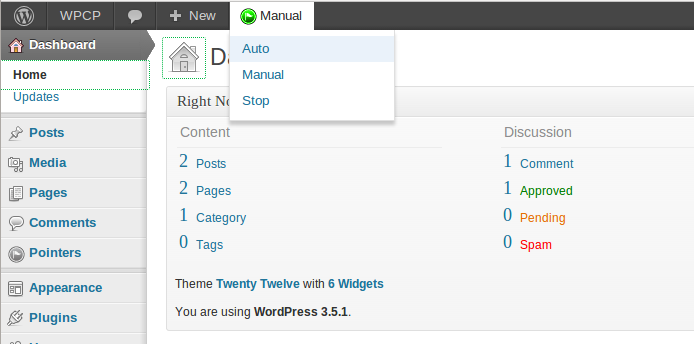 WPCP
0
New
Manual
Auto
Manual
Stop
Dashboard
Home
Updates
Posts
Media
Pages
Comments
Pointers
Appearance
Plugins
Right No
Content
2 Posts
2 Pages
1 Category
0 Tags
Discussion
1 Comment
1 Approved
0 Pending
0 Spam
Theme Twenty Twelve with 6 Widgets
You are using WordPress 3.5.1.